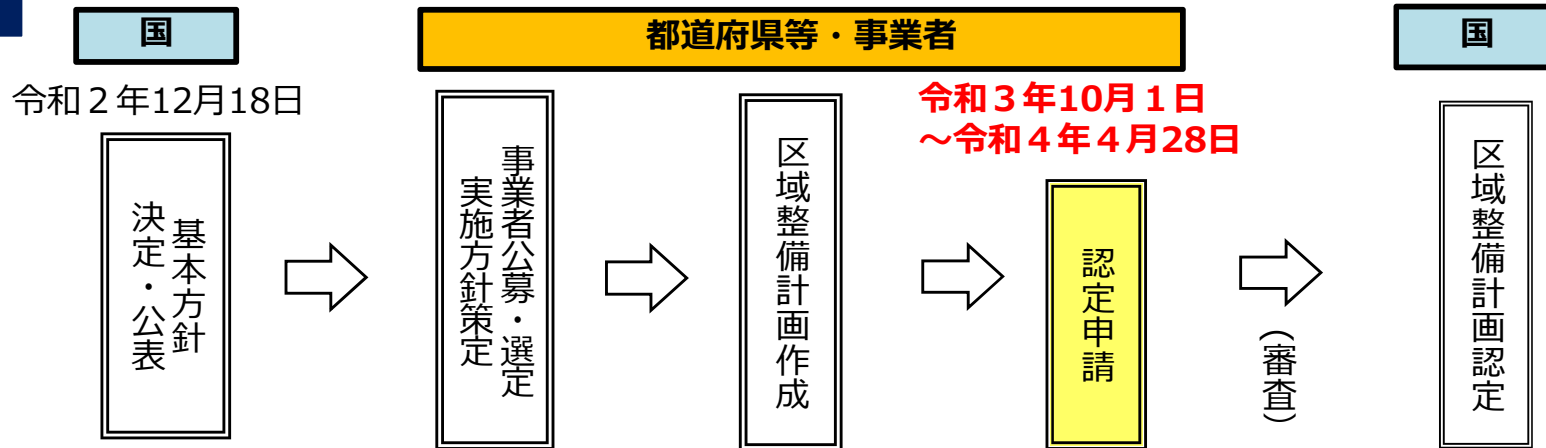 国
都道府県等・事業者
国
令和２年12月18日
令和３年10月１日
～令和４年４月28日
基本方針
決定・公表
事業者公募・選定
実施方針策定
区域整備計画作成
認定申請
（審査）
区域整備計画認定